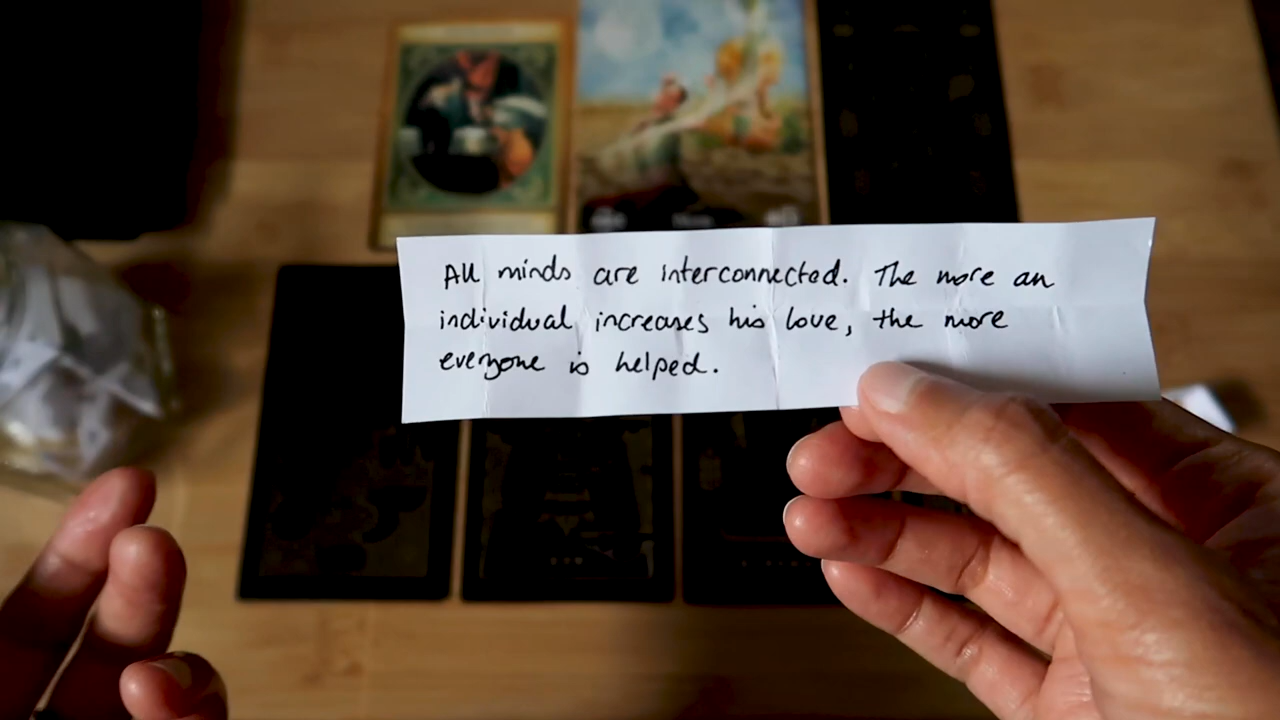 All minds are interconnected. The more an
individual increases his love, the more
everyone is helped.